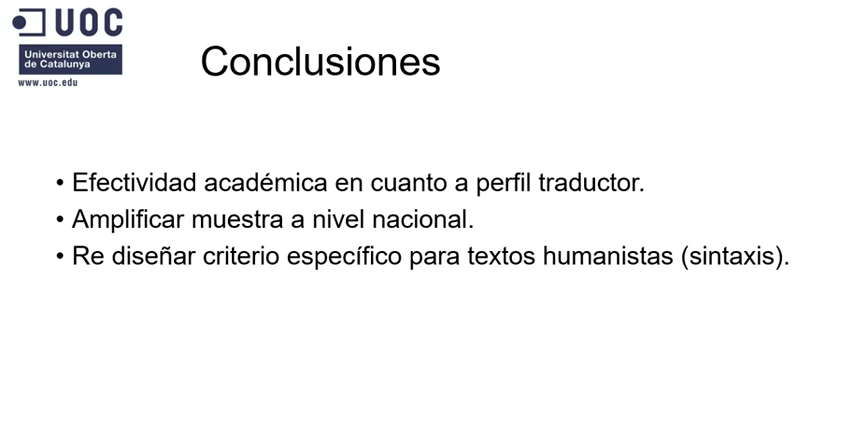 UOC
Universitat Oberta
de Catalunya
www.uoc.edu
Conclusiones
• Efectividad académica en cuanto a perfil traductor.
• Amplificar muestra a nivel nacional.
• Re diseñar criterio específico para textos humanistas (sintaxis).